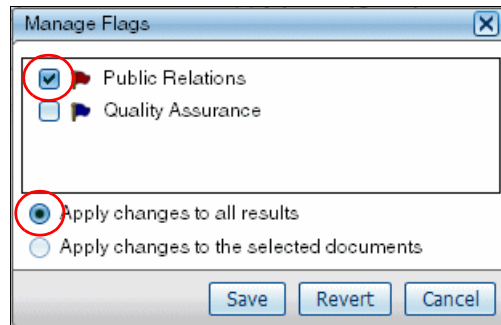 Manage Flags
Public Relations
Quality Assurance
Apply changes to all results
Apply changes to the selected documents
Save Revert Cancel